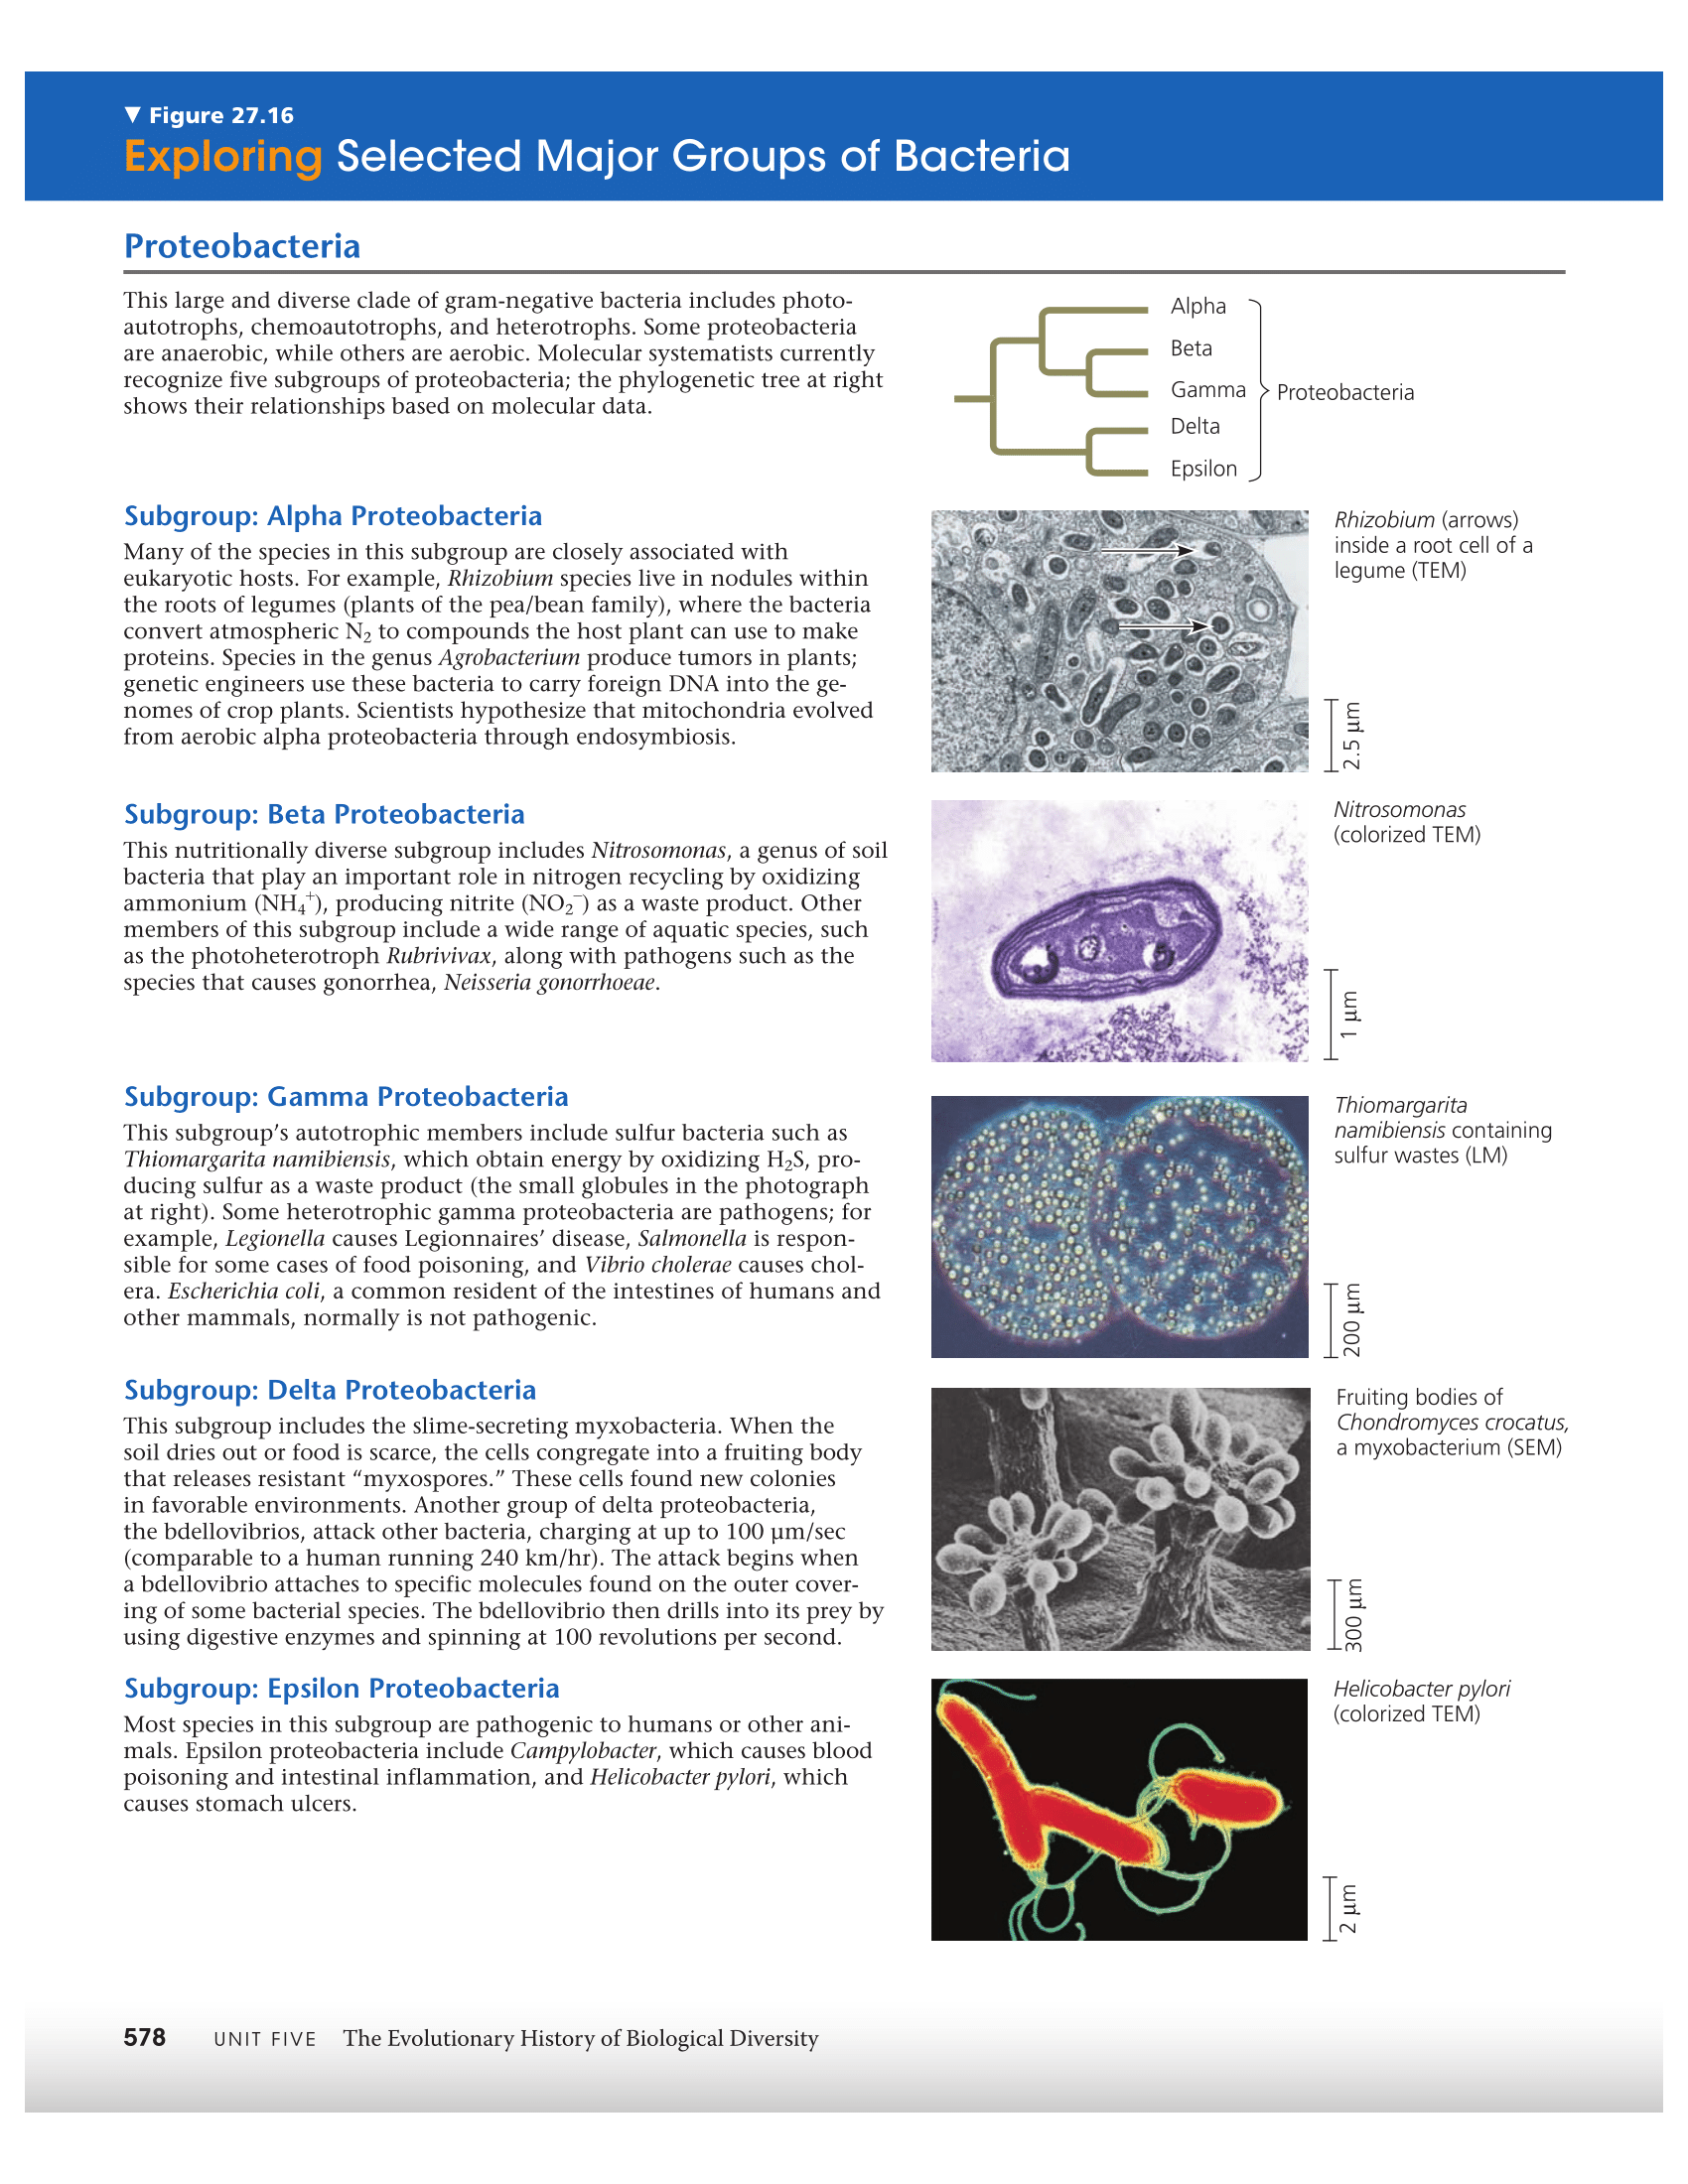 ▼ Figure 27.16
Exploring Selected Major Groups of Bacteria
Proteobacteria
This large and diverse clade of gram-negative bacteria includes photo-
autotrophs, chemoautotrophs, and heterotrophs. Some proteobacteria
are anaerobic, while others are aerobic. Molecular systematists currently
recognize five subgroups of proteobacteria; the phylogenetic tree at right
shows their relationships based on molecular data.
Alpha
Beta
Gamma
Delta
Epsilon
Proteobacteria
Subgroup: Alpha Proteobacteria
Many of the species in this subgroup are closely associated with
eukaryotic hosts. For example, Rhizobium species live in nodules within
the roots of legumes (plants of the pea/bean family), where the bacteria
convert atmospheric N₂ to compounds the host plant can use to make
proteins. Species in the genus Agrobacterium produce tumors in plants;
genetic engineers use these bacteria to carry foreign DNA into the ge-
nomes of crop plants. Scientists hypothesize that mitochondria evolved
from aerobic alpha proteobacteria through endosymbiosis.
Rhizobium (arrows)
inside a root cell of a
legume (TEM)
2.5 μm
Subgroup: Beta Proteobacteria
This nutritionally diverse subgroup includes Nitrosomonas, a genus of soil
bacteria that play an important role in nitrogen recycling by oxidizing
ammonium (NH₄⁺), producing nitrite (NO₂⁻) as a waste product. Other
members of this subgroup include a wide range of aquatic species, such
as the photoheterotroph Rubrivivax, along with pathogens such as the
species that causes gonorrhea, Neisseria gonorrhoeae.
Nitrosomonas
(colorized TEM)
1 μm
Subgroup: Gamma Proteobacteria
This subgroup's autotrophic members include sulfur bacteria such as
Thiomargarita namibiensis, which obtain energy by oxidizing H₂S, pro-
ducing sulfur as a waste product (the small globules in the photograph
at right). Some heterotrophic gamma proteobacteria are pathogens; for
example, Legionella causes Legionnaires' disease, Salmonella is respon-
sible for some cases of food poisoning, and Vibrio cholerae causes chol-
era. Escherichia coli, a common resident of the intestines of humans and
other mammals, normally is not pathogenic.
Thiomargarita
namibiensis containing
sulfur wastes (LM)
200 μm
Subgroup: Delta Proteobacteria
This subgroup includes the slime-secreting myxobacteria. When the
soil dries out or food is scarce, the cells congregate into a fruiting body
that releases resistant “myxospores.” These cells found new colonies
in favorable environments. Another group of delta proteobacteria,
the bdellovibrios, attack other bacteria, charging at up to 100 μm/sec
(comparable to a human running 240 km/hr). The attack begins when
a bdellovibrio attaches to specific molecules found on the outer cover-
ing of some bacterial species. The bdellovibrio then drills into its prey by
using digestive enzymes and spinning at 100 revolutions per second.
Fruiting bodies of
Chondromyces crocatus,
a myxobacterium (SEM)
300 μm
Subgroup: Epsilon Proteobacteria
Most species in this subgroup are pathogenic to humans or other ani-
mals. Epsilon proteobacteria include Campylobacter, which causes blood
poisoning and intestinal inflammation, and Helicobacter pylori, which
causes stomach ulcers.
Helicobacter pylori
(colorized TEM)
2 μm
578 UNIT FIVE The Evolutionary History of Biological Diversity